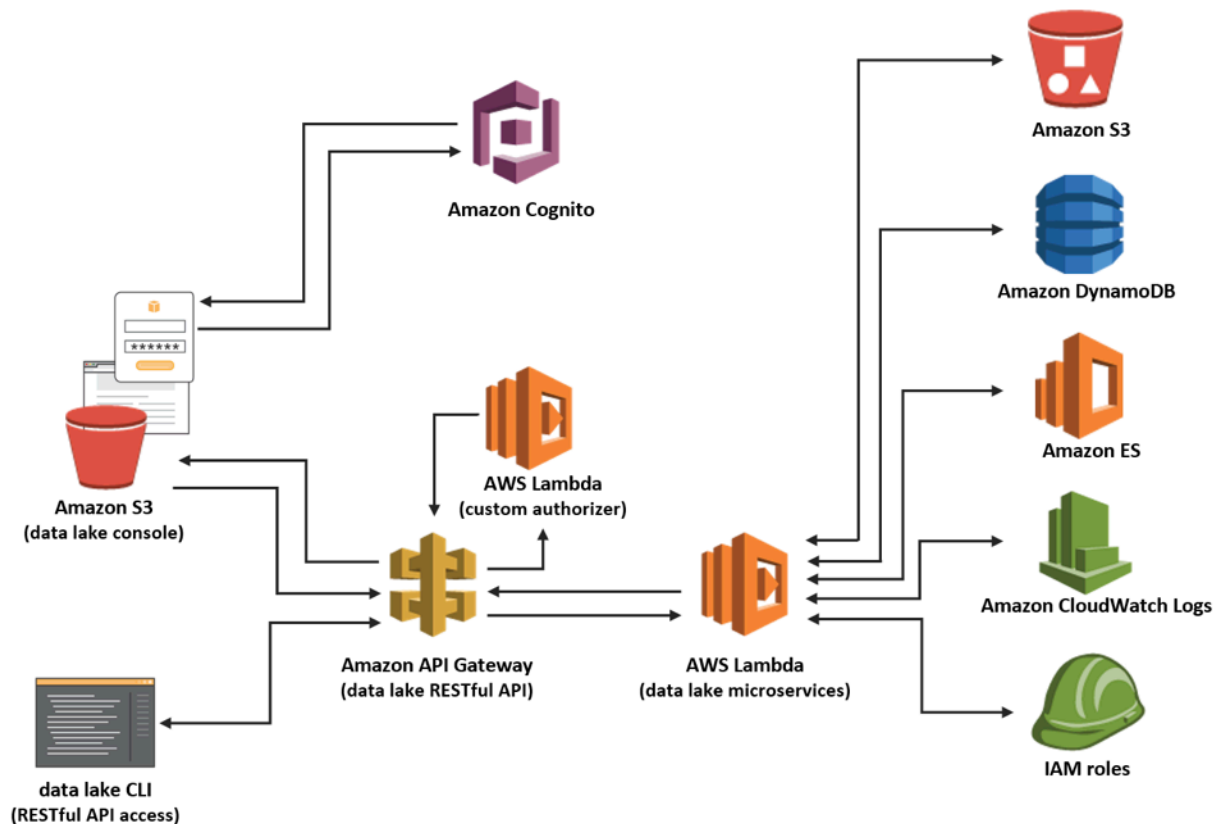 Amazon S3
Amazon Cognito
Amazon DynamoDB
******
AWS Lambda
(custom authorizer)
Amazon ES
Amazon S3
(data lake console)
Amazon CloudWatch Logs
Amazon API Gateway
(data lake RESTful API)
AWS Lambda
(data lake microservices)
IAM roles
data lake CLI
(RESTful API access)